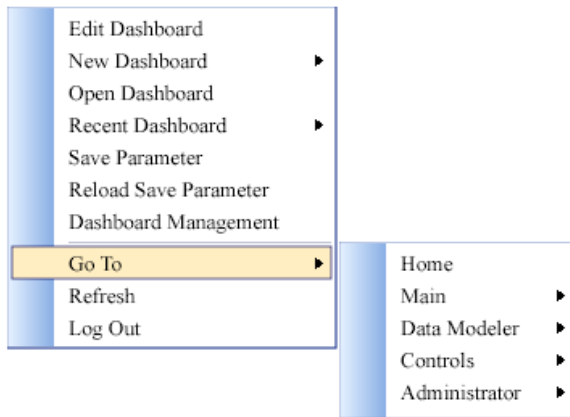 Edit Dashboard
New Dashboard
Open Dashboard
Recent Dashboard
Save Parameter
Reload Save Parameter
Dashboard Management
Go To
Refresh
Log Out
Home
Main
Data Modeler
Controls
Administrator